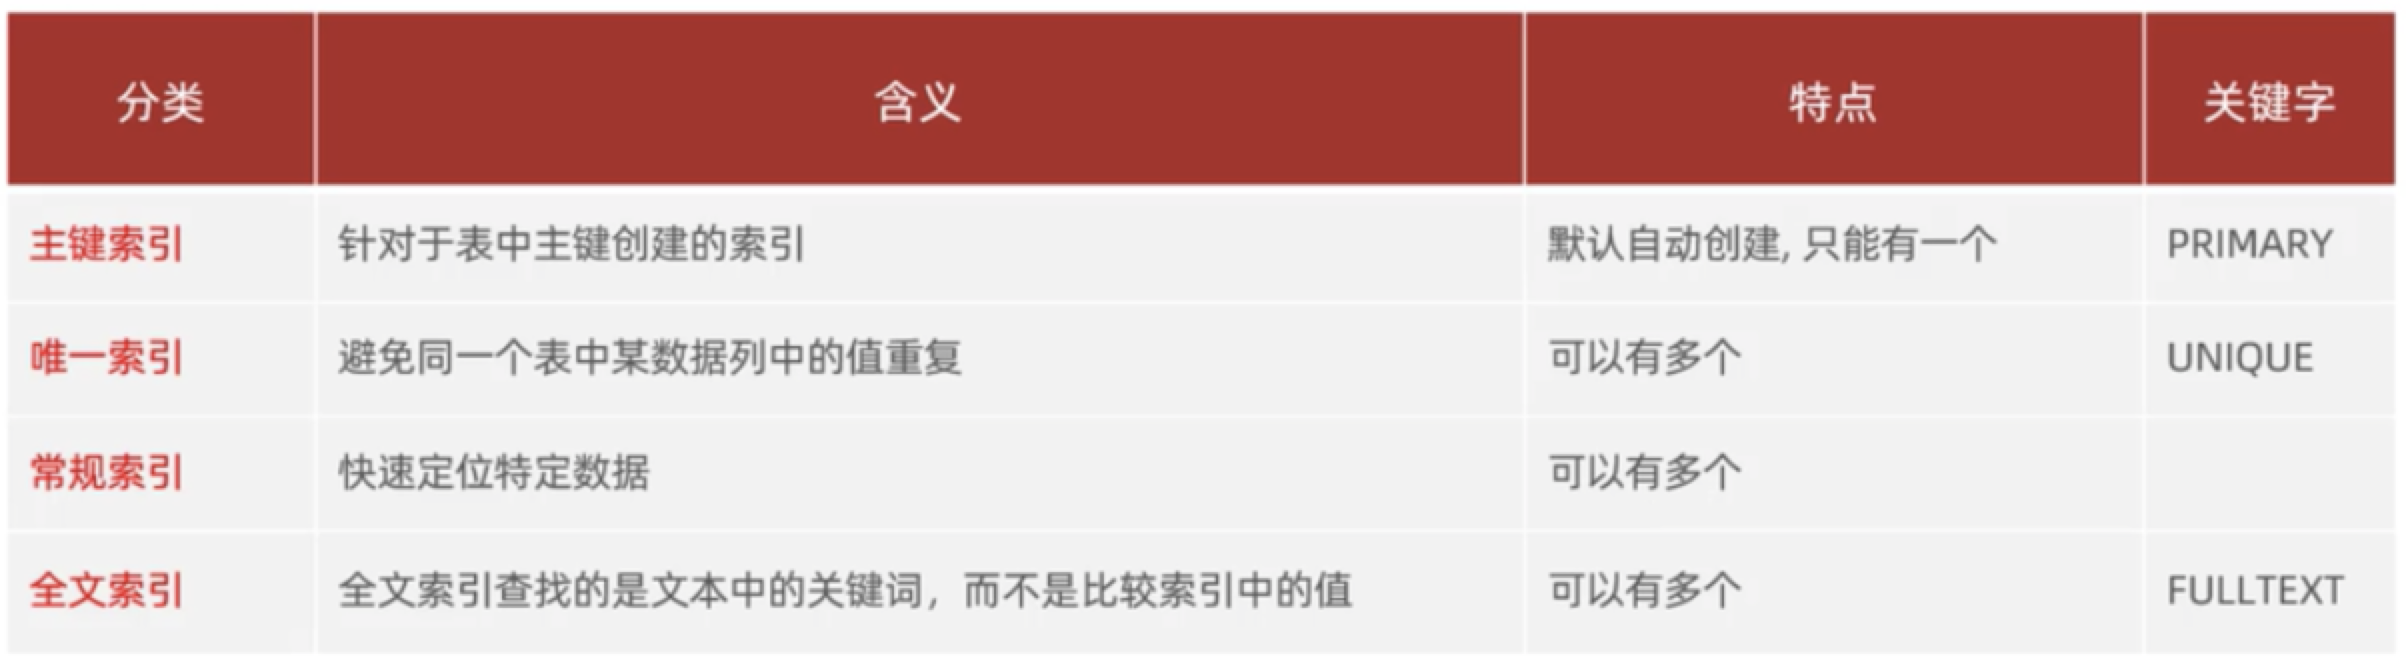 分类 含义 特点 关键字
主键索引 针对于表中主键创建的索引 默认自动创建, 只能有一个 PRIMARY
唯一索引 避免同一个表中某数据列中的值重复 可以有多个 UNIQUE
常规索引 快速定位特定数据 可以有多个
全文索引 全文索引查找的是文本中的关键词，而不是比较索引中的值 可以有多个 FULLTEXT